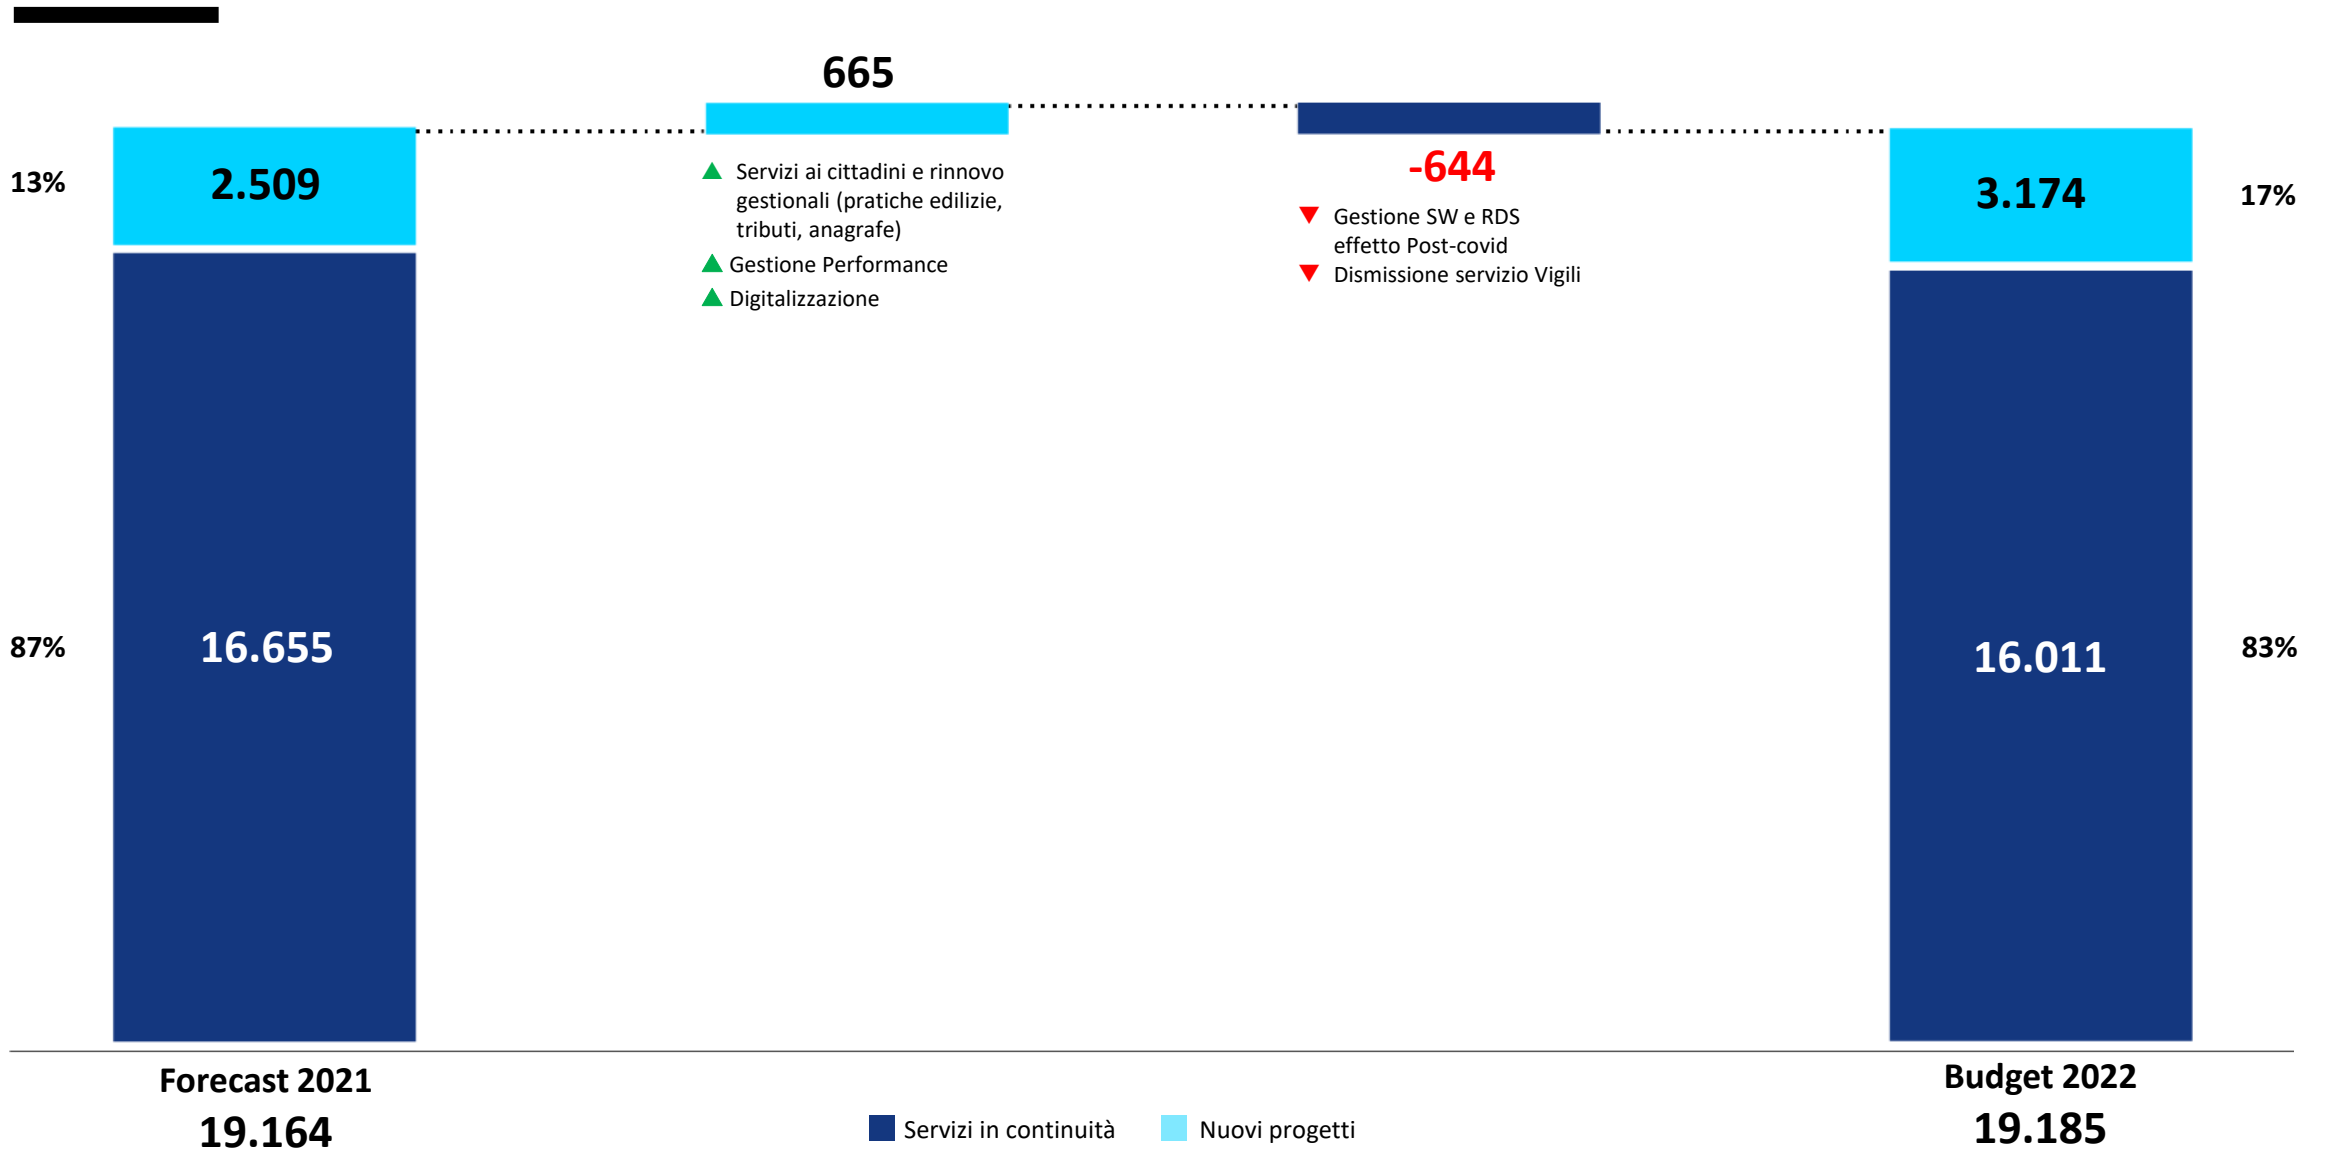 665
13%
2.509
Servizi ai cittadini e rinnovo
gestionali (pratiche edilizie,
tributi, anagrafe)
Gestione Performance
Digitalizzazione
-644
Gestione SW e RDS
effetto Post-covid
Dismissione servizio Vigili
3.174
17%
87%
16.655
16.011
83%
Forecast 2021
19.164
Servizi in continuità
Nuovi progetti
Budget 2022
19.185